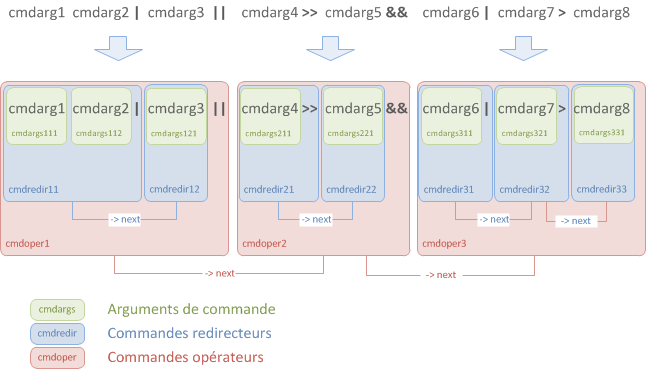 cmdarg1 cmdarg2 | cmdarg3 || cmdarg4 >> cmdarg5 && cmdarg6 | cmdarg7 > cmdarg8
cmdarg1 cmdarg2 | cmdarg3 || cmdarg4 >> cmdarg5 && cmdarg6 | cmdarg7 > cmdarg8
cmdargs111 cmdargs112 cmdargs121 cmdargs211 cmdargs221 cmdargs311 cmdargs321 cmdargs331
cmdredir11 cmdredir12 cmdredir21 cmdredir22 cmdredir31 cmdredir32 cmdredir33
-> next -> next -> next -> next
cmdoper1 cmdoper2 cmdoper3
-> next -> next
cmdargs Arguments de commande
cmdredir Commandes redirecteurs
cmdoper Commandes opérateurs